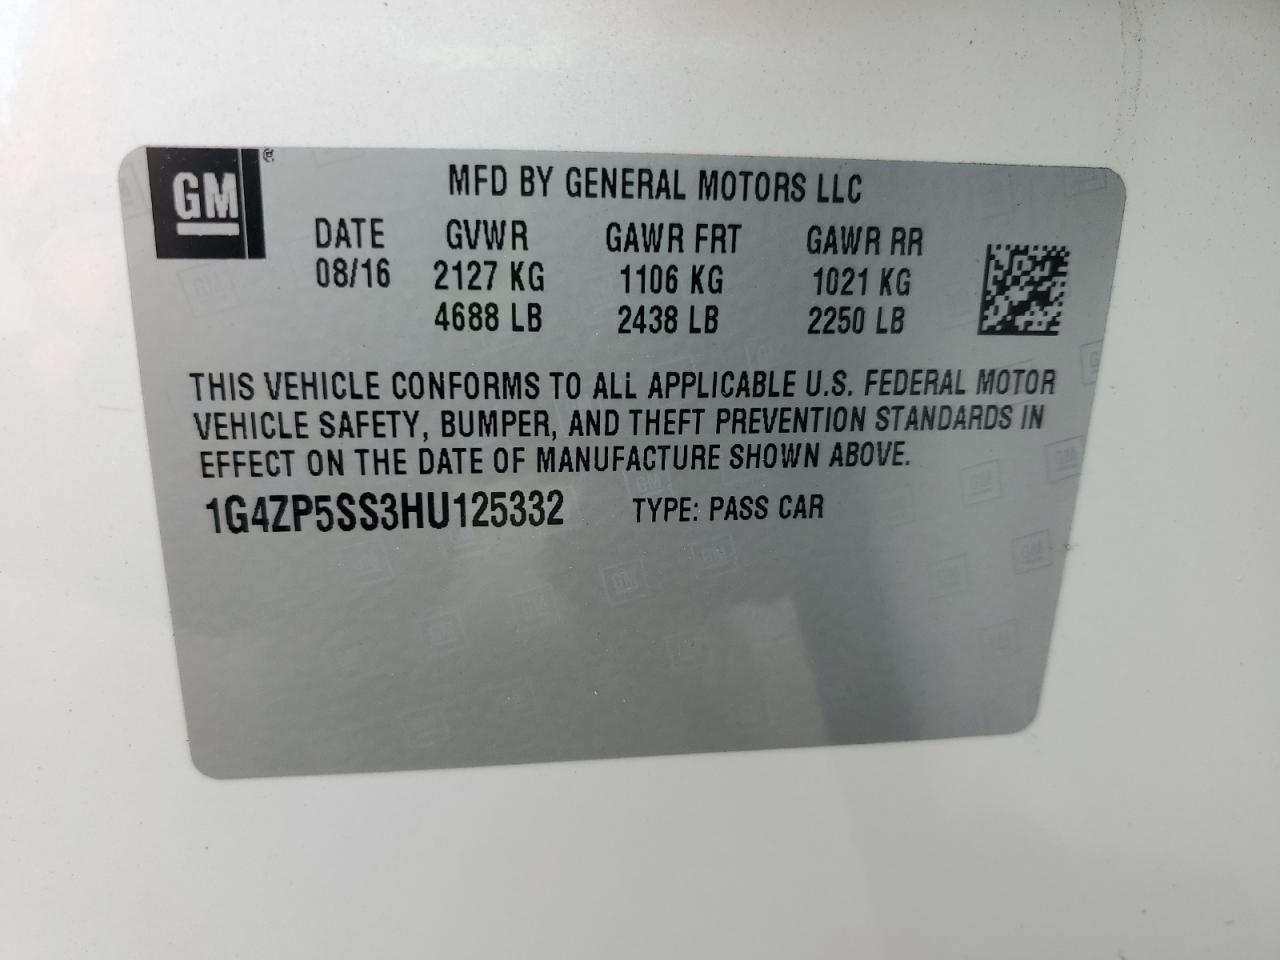 GM ®
MFD BY GENERAL MOTORS LLC
DATE GVWR GAWR FRT GAWR RR
08/16 2127 KG 1106 KG 1021 KG
4688 LB 2438 LB 2250 LB
THIS VEHICLE CONFORMS TO ALL APPLICABLE U.S. FEDERAL MOTOR
VEHICLE SAFETY, BUMPER, AND THEFT PREVENTION STANDARDS IN
EFFECT ON THE DATE OF MANUFACTURE SHOWN ABOVE.
1G4ZP5SS3HU125332 TYPE: PASS CAR